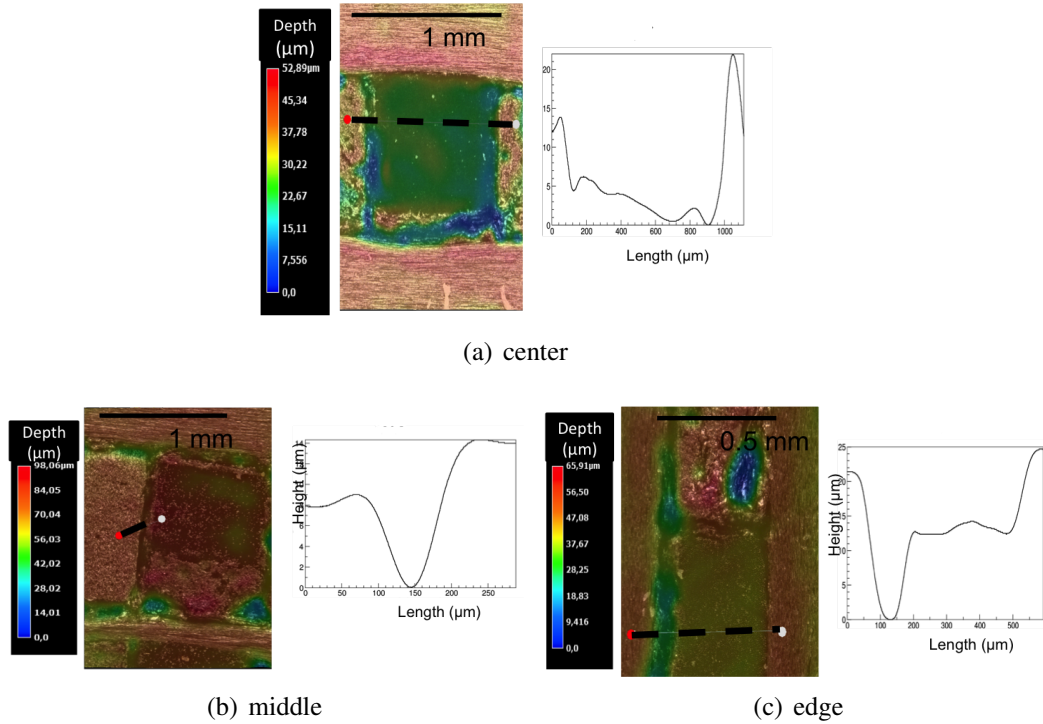 Depth
(µm)
52,89µm
45,34
37,78
30,22
22,67
15,11
7,556
0,0
1 mm
20
15
10
5
0
0 200 400 600 800 1000
Length (µm)
(a) center
Depth
(µm)
98,06µm
84,05
70,04
56,03
42,02
28,02
14,01
0,0
1 mm
Height (µm)
14
8
6
4
2
0
0 50 100 150 200 250
Length (µm)
(b) middle
Depth
(µm)
65,91µm
56,50
47,08
37,67
28,25
18,83
9,416
0,0
0.5 mm
Height (µm)
25
20
15
10
5
0
0 100 200 300 400 500
Length (µm)
(c) edge